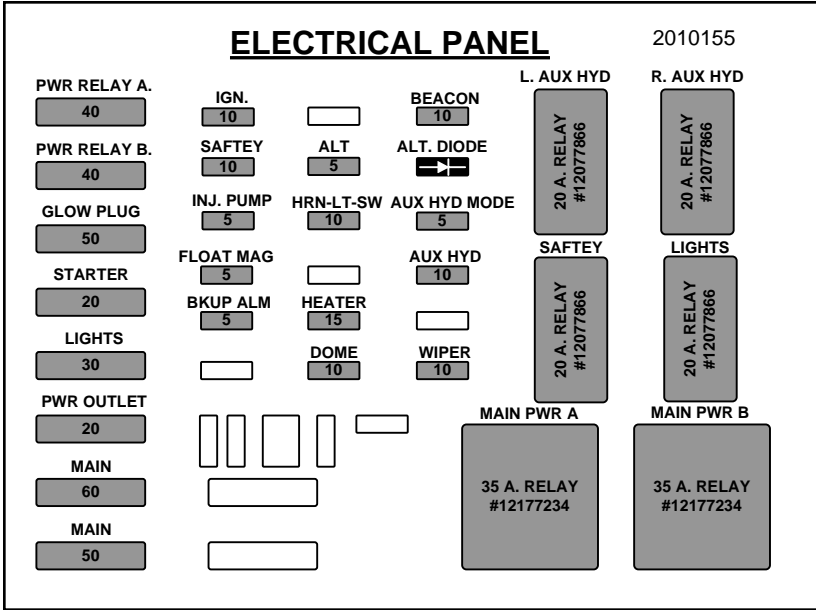 ELECTRICAL PANEL
2010155
PWR RELAY A.
40
PWR RELAY B.
40
GLOW PLUG
50
STARTER
20
LIGHTS
30
PWR OUTLET
20
MAIN
60
MAIN
50
IGN.
10
SAFTEY
10
INJ. PUMP
5
FLOAT MAG
5
BKUP ALM
5
ALT
5
HRN-LT-SW
10
HEATER
15
DOME
10
BEACON
10
ALT. DIODE
AUX HYD MODE
5
AUX HYD
10
WIPER
10
L. AUX HYD
20 A. RELAY
#12077866
R. AUX HYD
20 A. RELAY
#12077866
SAFTEY
20 A. RELAY
#12077866
LIGHTS
20 A. RELAY
#12077866
MAIN PWR A
35 A. RELAY
#12177234
MAIN PWR B
35 A. RELAY
#12177234